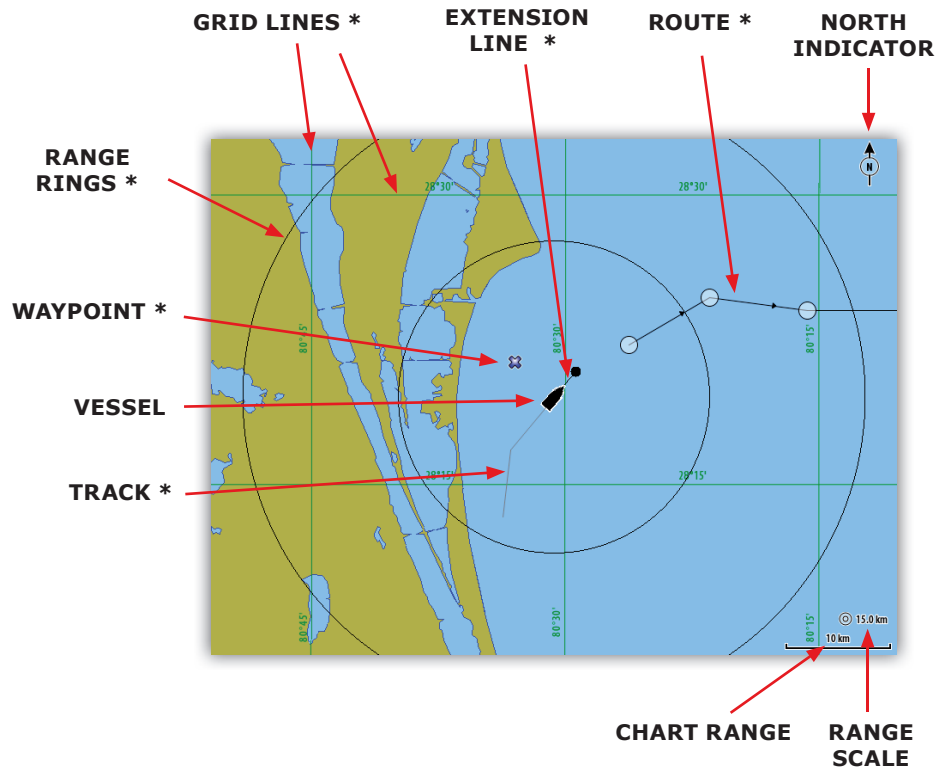 GRID LINES *
EXTENSION
LINE *
ROUTE *
NORTH
INDICATOR
RANGE
RINGS *
N
28°30'
28°30'
WAYPOINT *
80°45'
80°30'
80°15'
VESSEL
TRACK *
28°15'
28°15'
80°45'
80°30'
80°15'
15.0 km
10 km
CHART RANGE
RANGE
SCALE